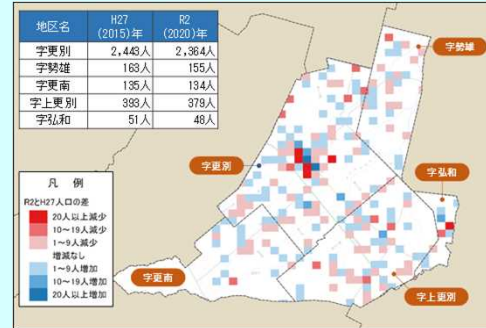 地区名 H27(2015)年 R2(2020)年
字更別 2,443人 2,364人
字勢雄 163人 155人
字更南 135人 134人
字上更別 393人 379人
字弘和 51人 48人
字勢雄
字更別
字弘和
字更南
字上更別
凡　例
R2とH27人口の差
20人以上減少
10～19人減少
1～9人減少
増減なし
1～9人増加
10～19人増加
20人以上増加